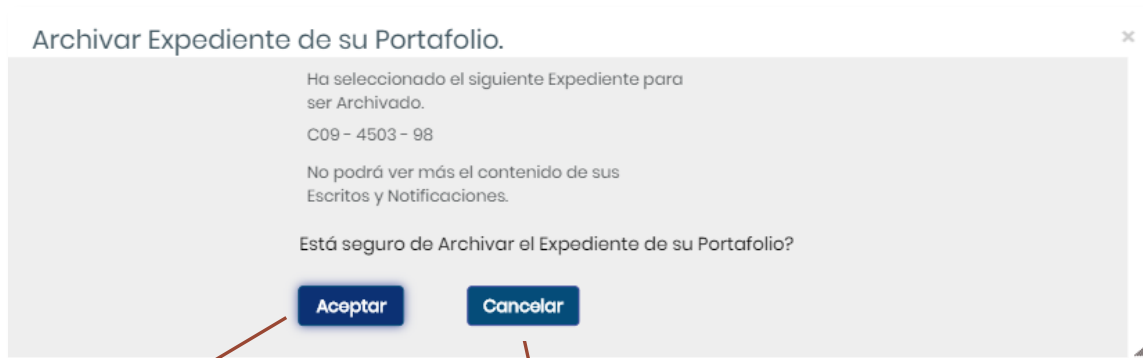 Archivar Expediente de su Portafolio.
×
Ha seleccionado el siguiente Expediente para
ser Archivado.
C09 - 4503 - 98
No podrá ver más el contenido de sus
Escritos y Notificaciones.
Está seguro de Archivar el Expediente de su Portafolio?
Aceptar
Cancelar